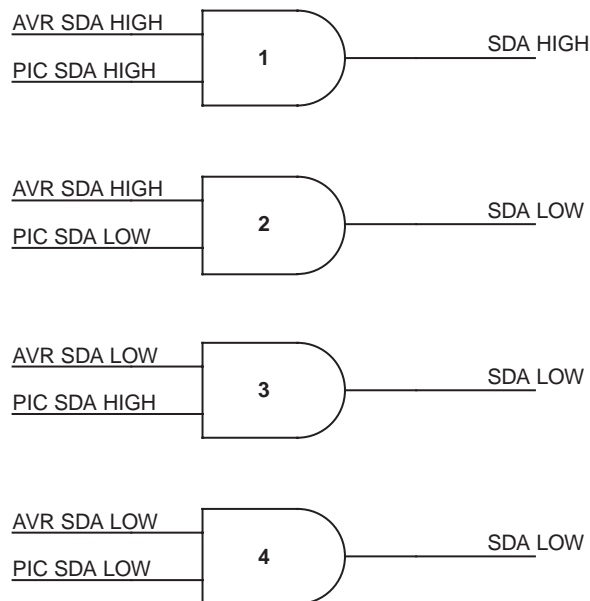 AVR SDA HIGH
PIC SDA HIGH
1
SDA HIGH
AVR SDA HIGH
PIC SDA LOW
2
SDA LOW
AVR SDA LOW
PIC SDA HIGH
3
SDA LOW
AVR SDA LOW
PIC SDA LOW
4
SDA LOW